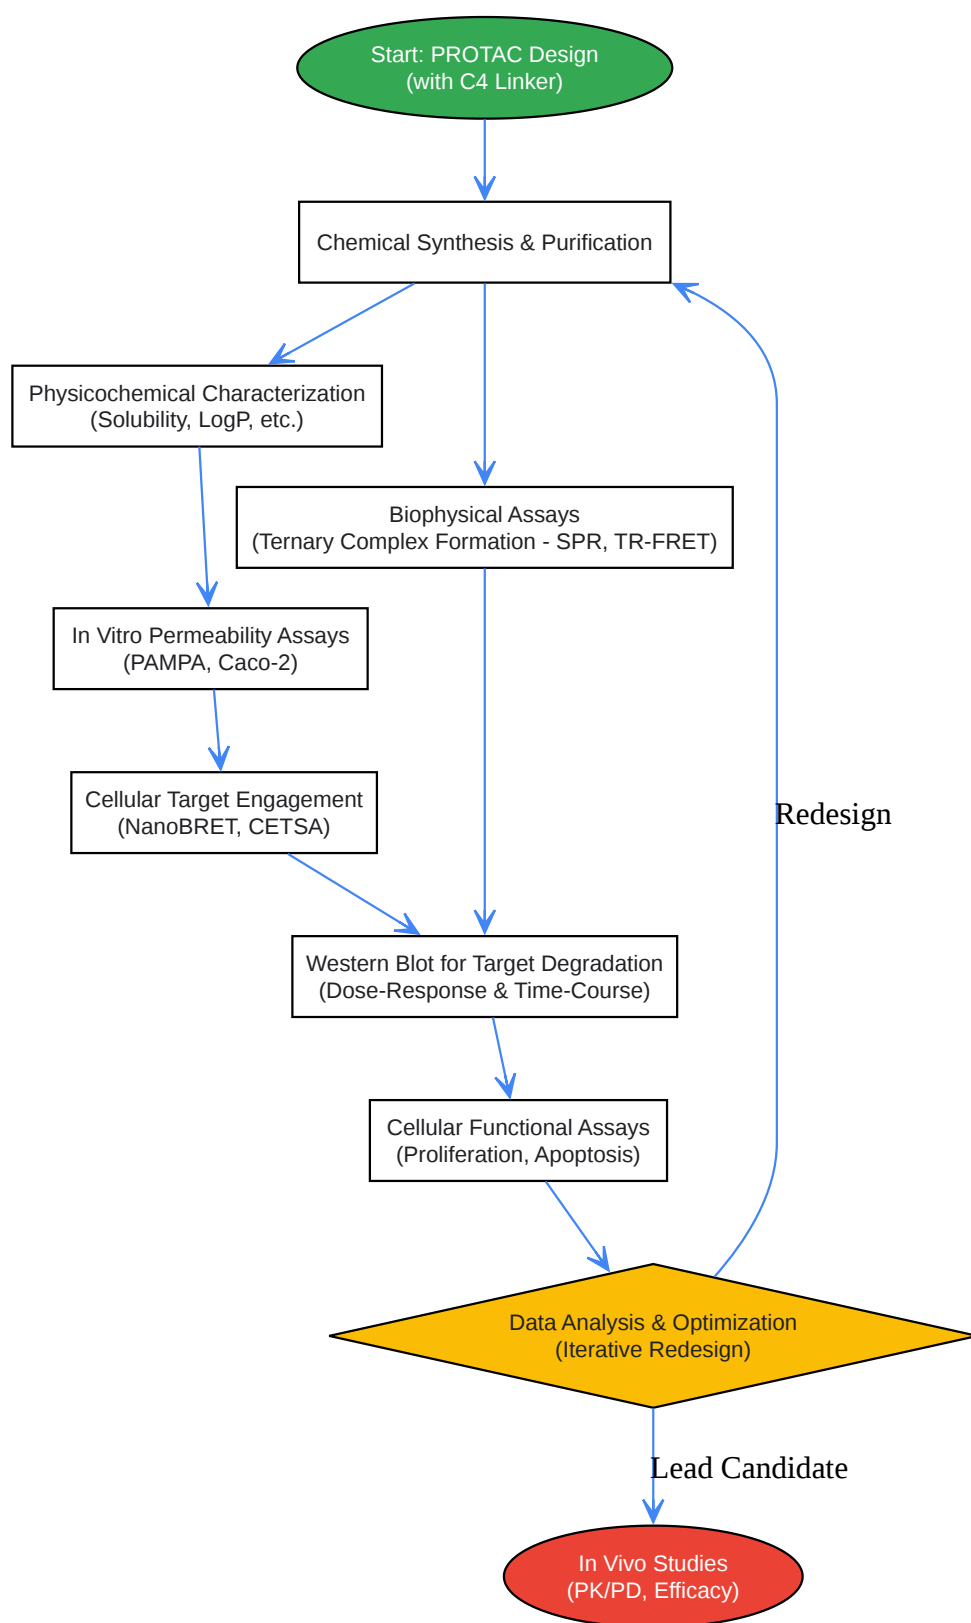 Start: PROTAC Design
(with C4 Linker)
Chemical Synthesis & Purification
Physicochemical Characterization
(Solubility, LogP, etc.)
Biophysical Assays
(Ternary Complex Formation - SPR, TR-FRET)
In Vitro Permeability Assays
(PAMPA, Caco-2)
Cellular Target Engagement
(NanoBRET, CETSA)
Redesign
Western Blot for Target Degradation
(Dose-Response & Time-Course)
Cellular Functional Assays
(Proliferation, Apoptosis)
Data Analysis & Optimization
(Iterative Redesign)
Lead Candidate
In Vivo Studies
(PK/PD, Efficacy)